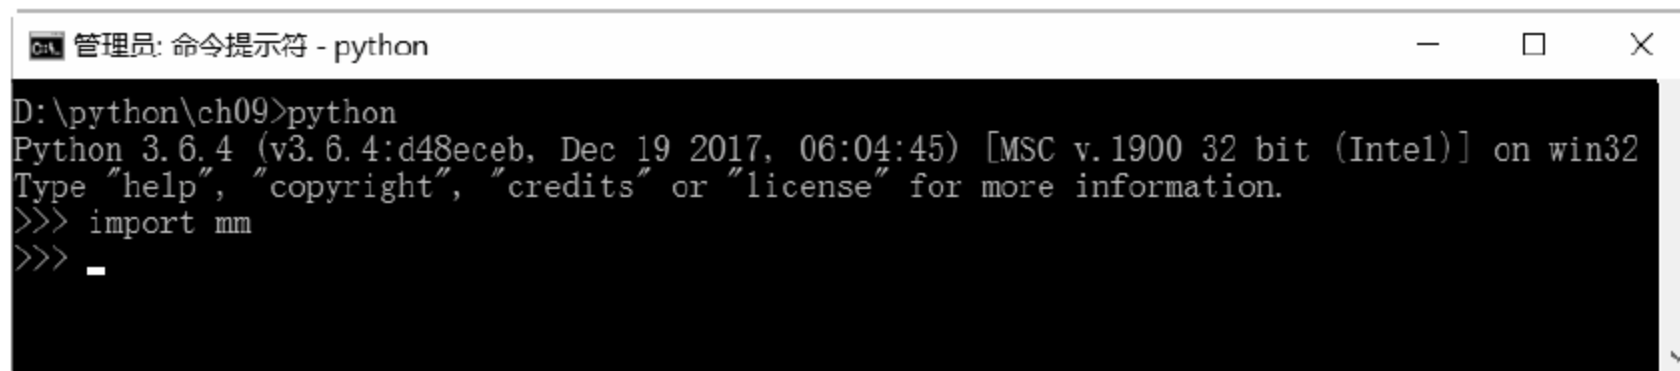 管理员: 命令提示符 - python
D:\python\ch09>python
Python 3.6.4 (v3.6.4:d48eceb, Dec 19 2017, 06:04:45) [MSC v.1900 32 bit (Intel)] on win32
Type "help", "copyright", "credits" or "license" for more information.
>>> import mm
>>>